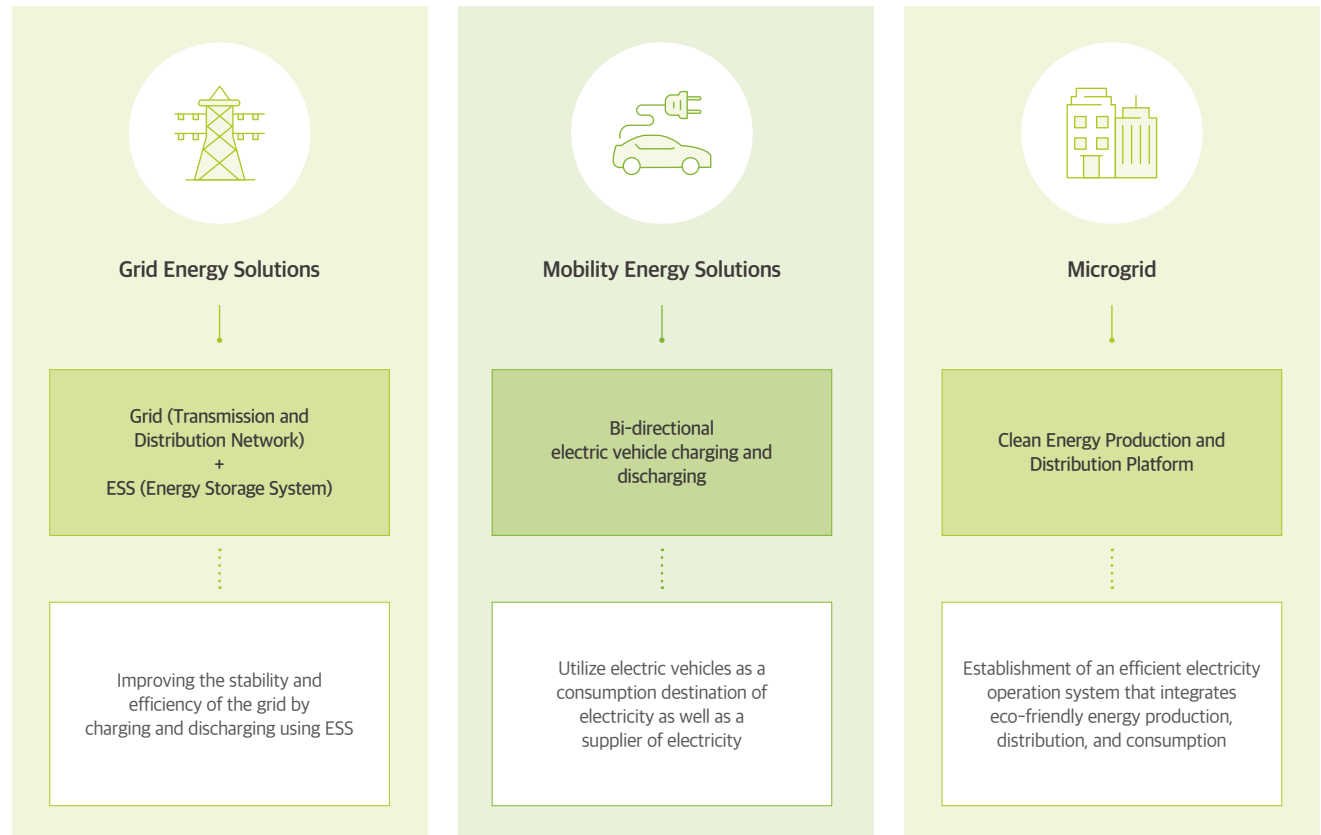 Grid Energy Solutions
Grid (Transmission and
Distribution Network)
+
ESS (Energy Storage System)
Improving the stability and
efficiency of the grid by
charging and discharging using ESS
Mobility Energy Solutions
Bi-directional
electric vehicle charging and
discharging
Utilize electric vehicles as a
consumption destination of
electricity as well as a
supplier of electricity
Microgrid
Clean Energy Production and
Distribution Platform
Establishment of an efficient electricity
operation system that integrates
eco-friendly energy production,
distribution, and consumption